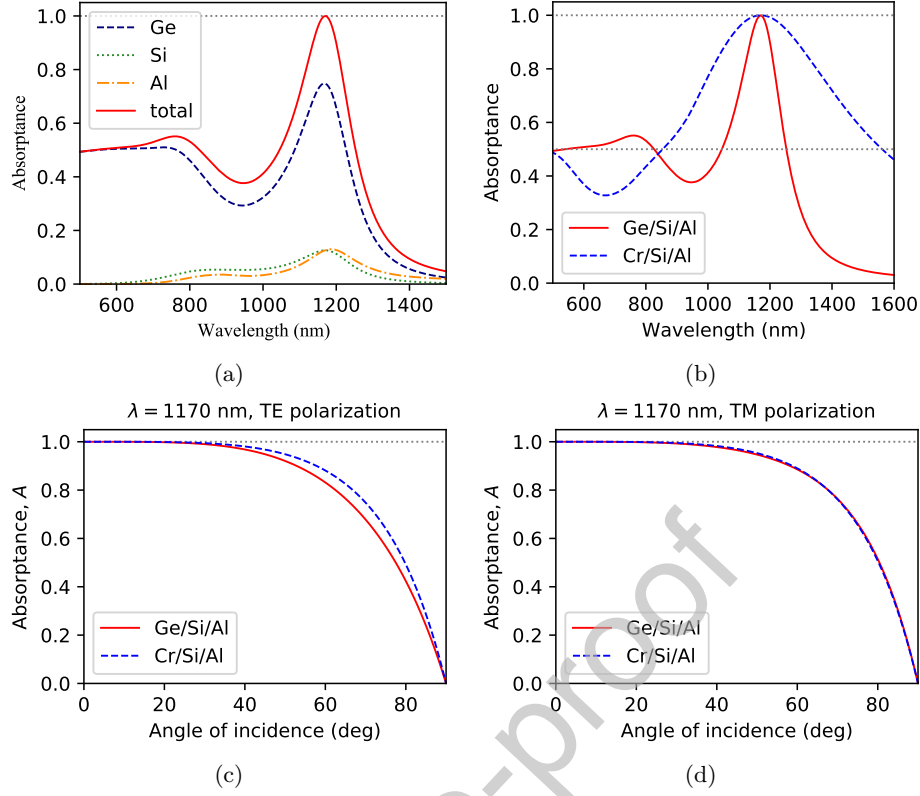 1.0
0.8
0.6
0.4
0.2
0.0
Absorptance
Ge
Si
Al
total
600 800 1000 1200 1400
Wavelength (nm)
(a)
1.0
0.8
0.6
0.4
0.2
0.0
Absorptance
Ge/Si/Al
Cr/Si/Al
600 800 1000 1200 1400 1600
Wavelength (nm)
(b)
λ = 1170 nm, TE polarization
1.0
0.8
0.6
0.4
0.2
0.0
Absorptance, A
Ge/Si/Al
Cr/Si/Al
0 20 40 60 80
Angle of incidence (deg)
(c)
λ = 1170 nm, TM polarization
1.0
0.8
0.6
0.4
0.2
0.0
Absorptance, A
Ge/Si/Al
Cr/Si/Al
0 20 40 60 80
Angle of incidence (deg)
(d)
-proof